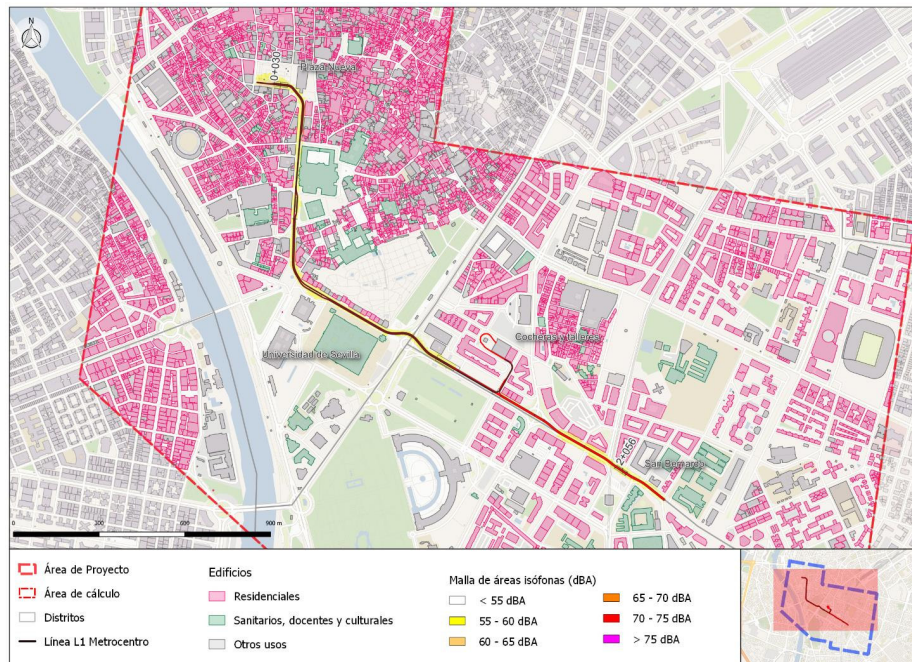 N
0+030
Plaza Nueva
Cocheras y talleres
Universidad de Sevilla
2+056
San Bernardo
0 300 600 900 m
Área de Proyecto
Área de cálculo
Distritos
Línea L1 Metrocentro
Edificios
Residenciales
Sanitarios, docentes y culturales
Otros usos
Malla de áreas isófonas (dBA)
< 55 dBA
55 - 60 dBA
60 - 65 dBA
65 - 70 dBA
70 - 75 dBA
> 75 dBA